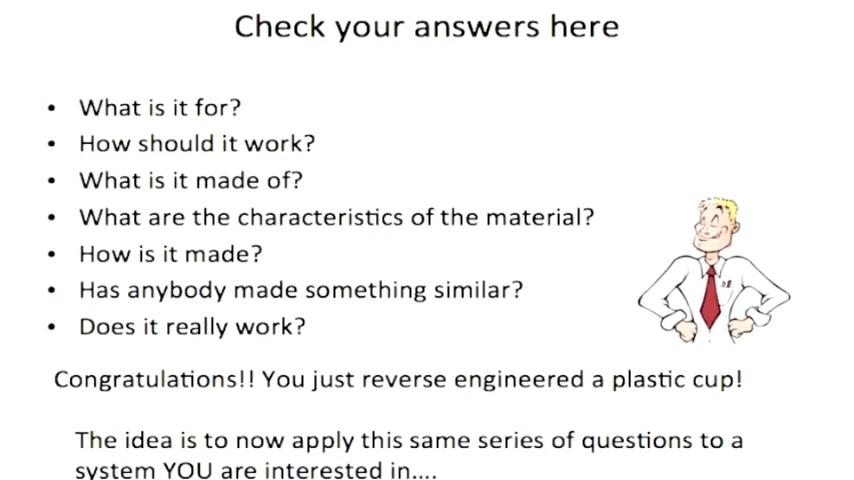 Check your answers here
• What is it for?
• How should it work?
• What is it made of?
• What are the characteristics of the material?
• How is it made?
• Has anybody made something similar?
• Does it really work?
Congratulations!! You just reverse engineered a plastic cup!
The idea is to now apply this same series of questions to a
system YOU are interested in....